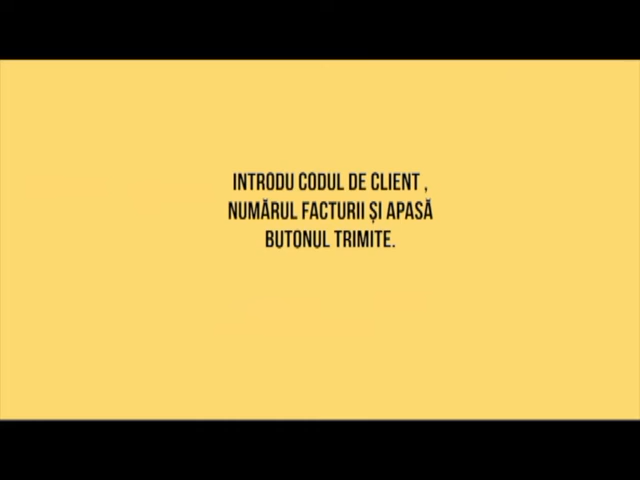 INTRODU CODUL DE CLIENT ,
NUMĂRUL FACTURII ȘI APASĂ
BUTONUL TRIMITE.